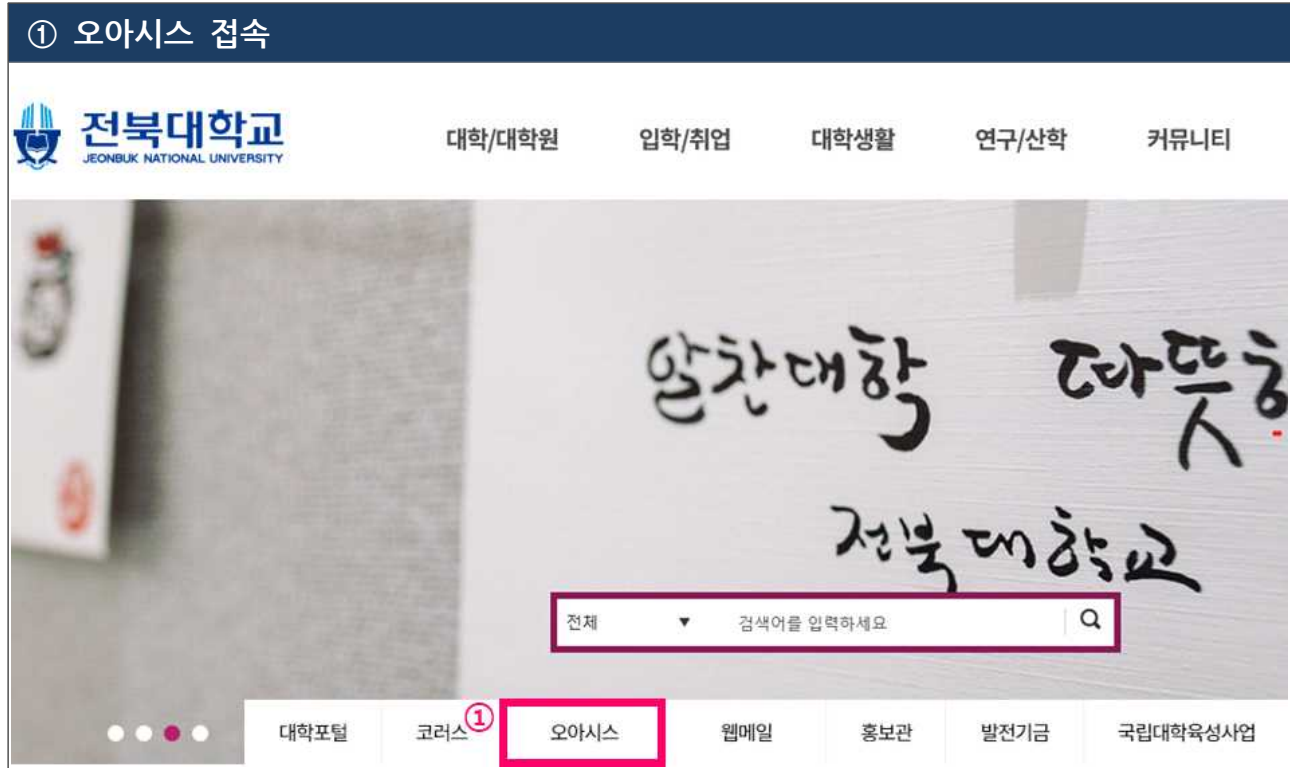 ① 오아시스 접속
전북대학교
JEONBUK NATIONAL UNIVERSITY
대학/대학원 입학/취업 대학생활 연구/산학 커뮤니티
알찬대학 따뜻
전북대학교
전체 ▼ 검색어를 입력하세요
대학포털 코러스 ① 오아시스 웹메일 홍보관 발전기금 국립대학육성사업